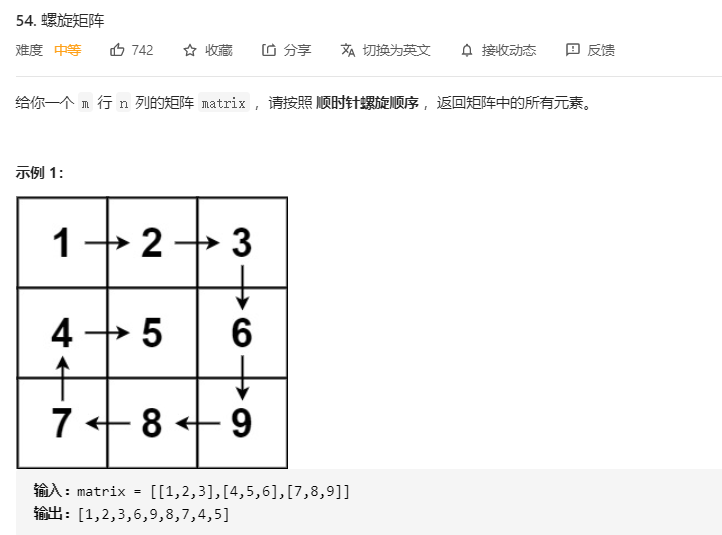 54. 螺旋矩阵
难度 中等 742 收藏 分享 切换为英文 接收动态 反馈
给你一个 m 行 n 列的矩阵 matrix ，请按照 顺时针螺旋顺序 ，返回矩阵中的所有元素。
示例 1：
1 2 3
4 5 6
7 8 9
输入：matrix = [[1,2,3],[4,5,6],[7,8,9]]
输出：[1,2,3,6,9,8,7,4,5]